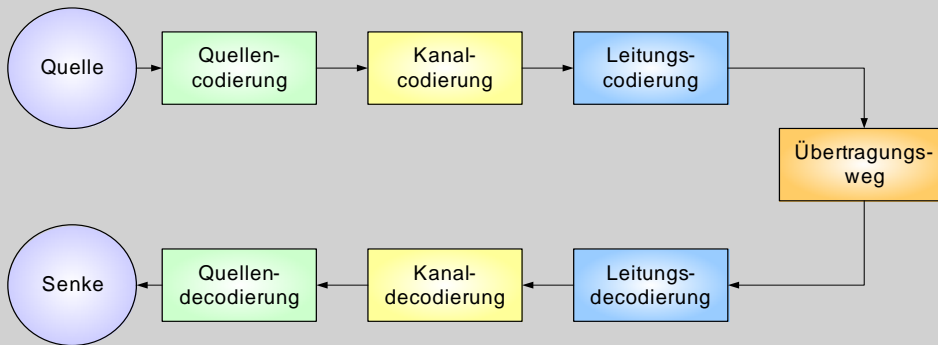 Quelle
Quellen-
codierung
Kanal-
codierung
Leitungs-
codierung
Übertragungs-
weg
Senke
Quellen-
decodierung
Kanal-
decodierung
Leitungs-
decodierung